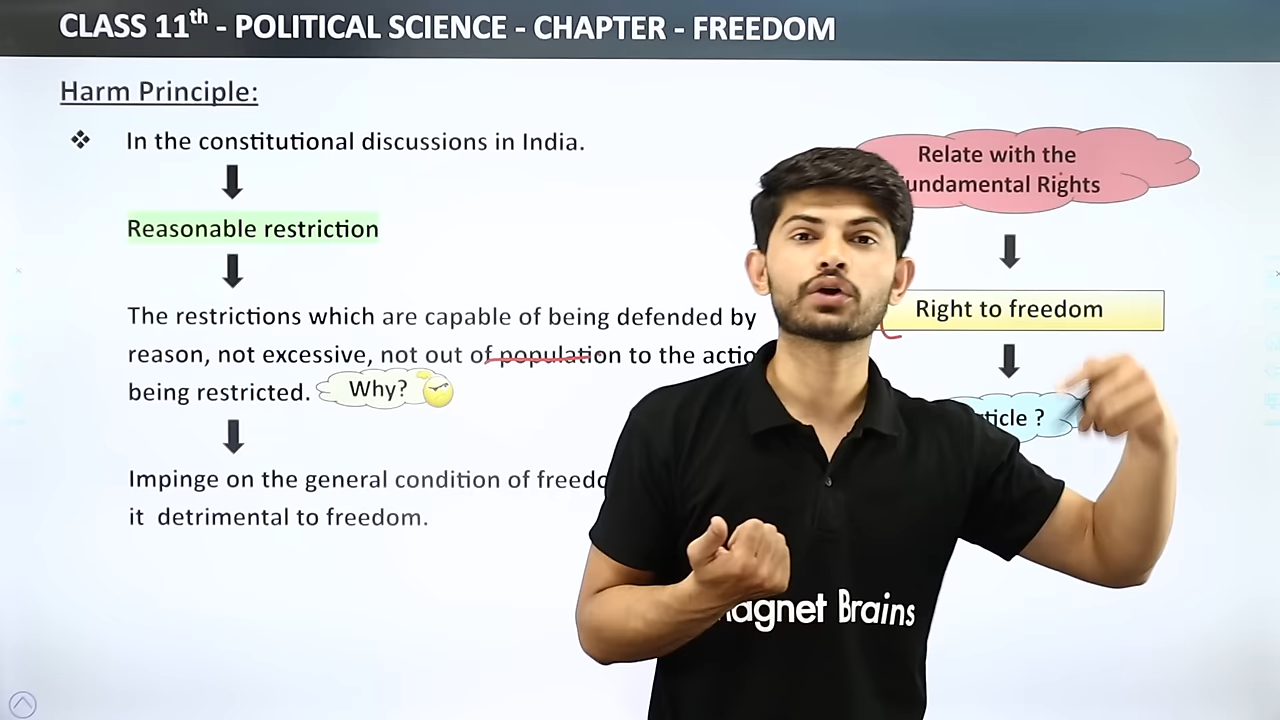 CLASS 11th - POLITICAL SCIENCE - CHAPTER - FREEDOM
Harm Principle:
In the constitutional discussions in India.
Reasonable restriction
The restrictions which are capable of being defended by
reason, not excessive, not out of population to the actio
being restricted. Why?
Impinge on the general condition of freedo
it detrimental to freedom.
Relate with the
undamental Rights
Right to freedom
ticle ?
agnet Brains